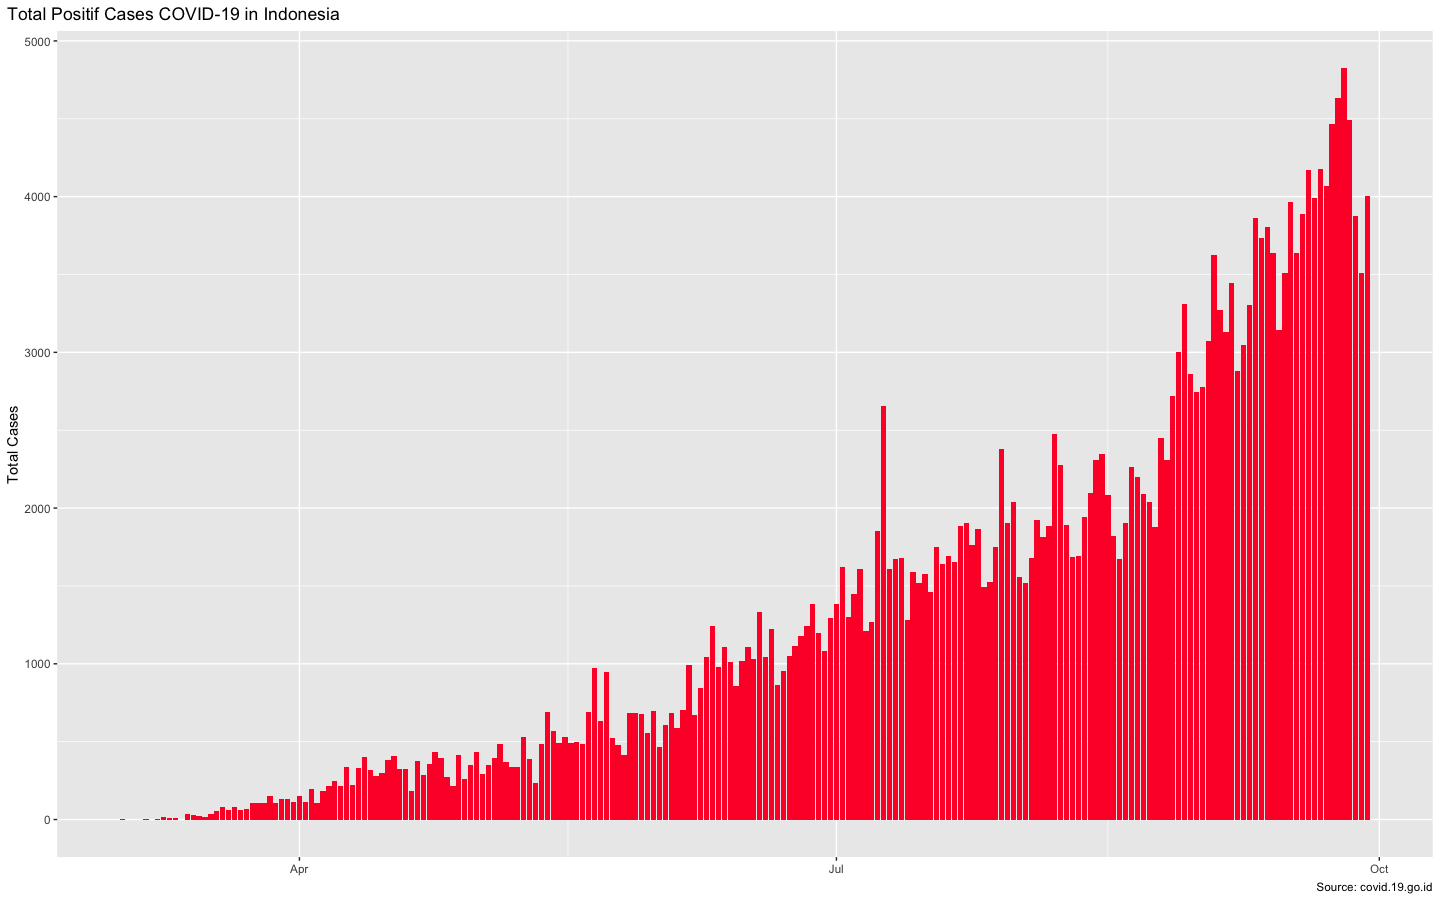 Total Positif Cases COVID-19 in Indonesia
5000
4000
3000
2000
1000
0
Total Cases
Apr
Jul
Oct
Source: covid.19.go.id